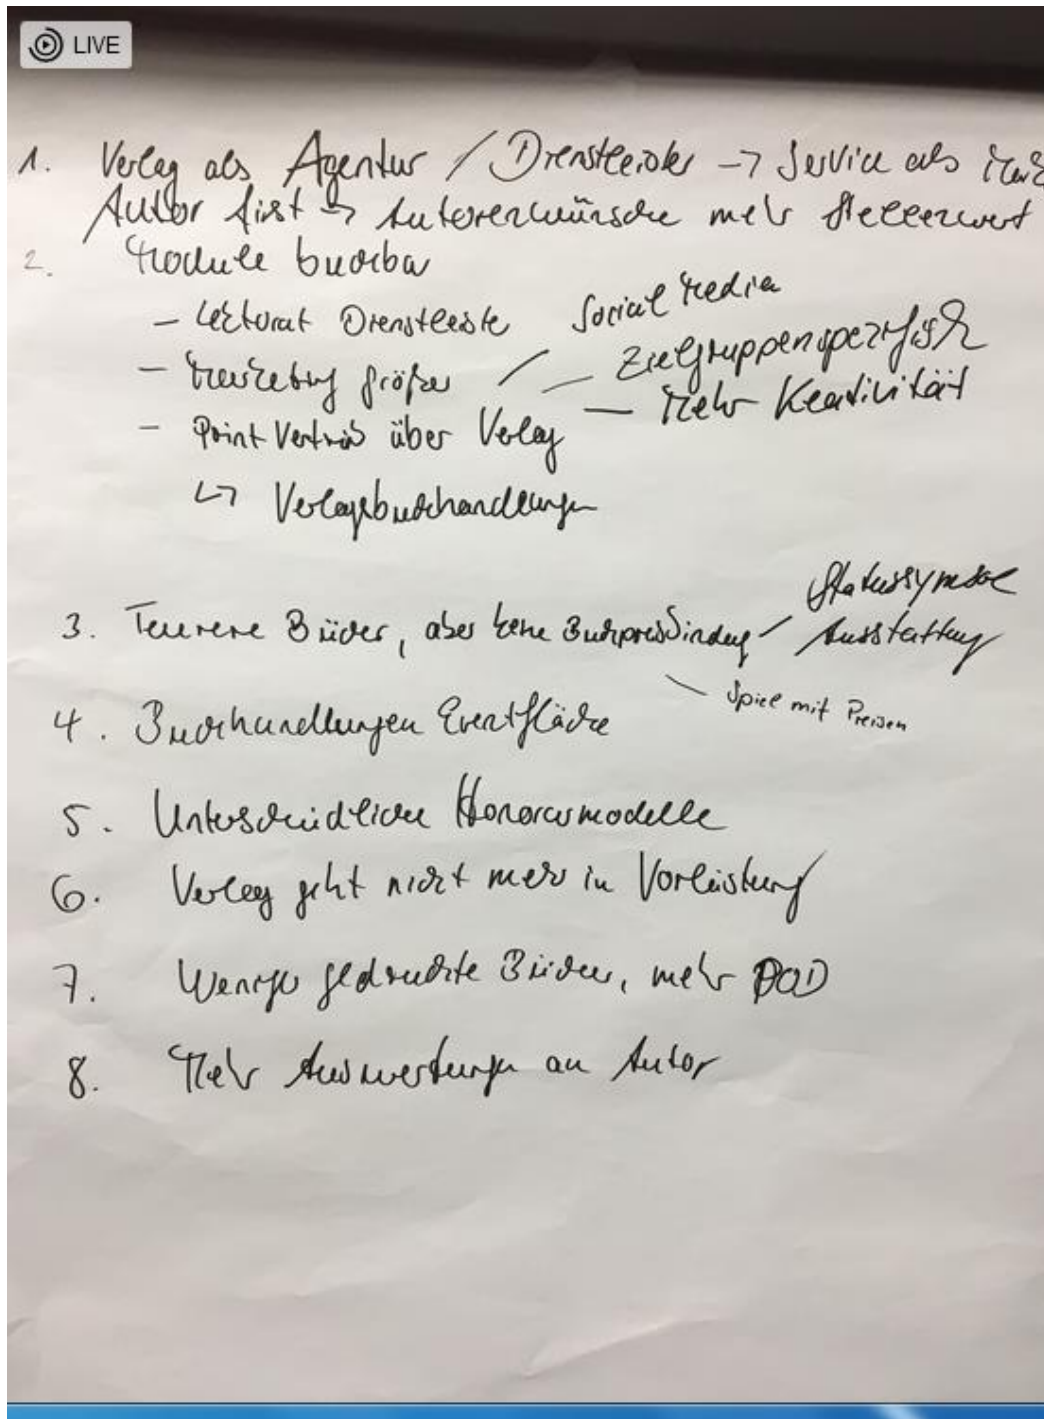 LIVE
1. Verlag als Agentur / Dienstleister → Service als
Autor first → Autorenwünsche mehr Stellenwert
2. Module buchbar
– Lektorat Dienstleister
Social Media
– Marketing größer / – Zielgruppenspezifisch
– Mehr Kreativität
– Print Vertrieb über Verlag
↳ Verlagsbuchhandlungen
Statussymbol
3. Teurere Bücher, aber keine Buchpreisbindung / Ausstattung
\ Spiel mit Preisen
4. Buchhandlungen Eventfläche
5. Unterschiedliche Honorarmodelle
6. Verlag geht nicht mehr in Vorleistung
7. Weniger gedruckte Bücher, mehr POD
8. Mehr Auswertungen an Autor